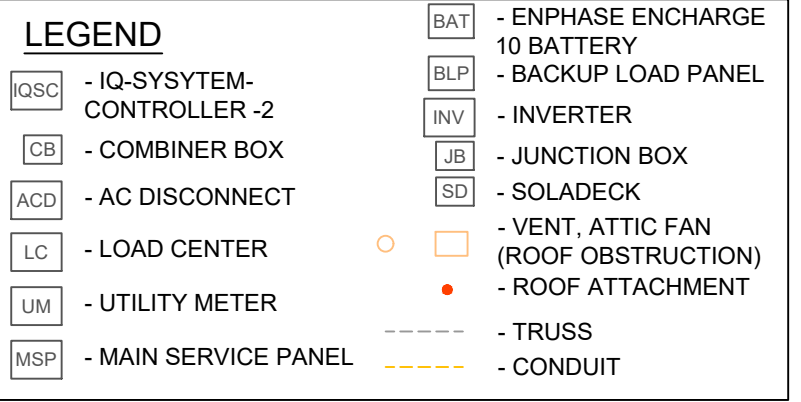 LEGEND
IQSC - IQ-SYSYTEM-
CONTROLLER -2
CB - COMBINER BOX
ACD - AC DISCONNECT
LC - LOAD CENTER
UM - UTILITY METER
MSP - MAIN SERVICE PANEL
BAT - ENPHASE ENCHARGE
10 BATTERY
BLP - BACKUP LOAD PANEL
INV - INVERTER
JB - JUNCTION BOX
SD - SOLADECK
- VENT, ATTIC FAN
(ROOF OBSTRUCTION)
- ROOF ATTACHMENT
- TRUSS
- CONDUIT